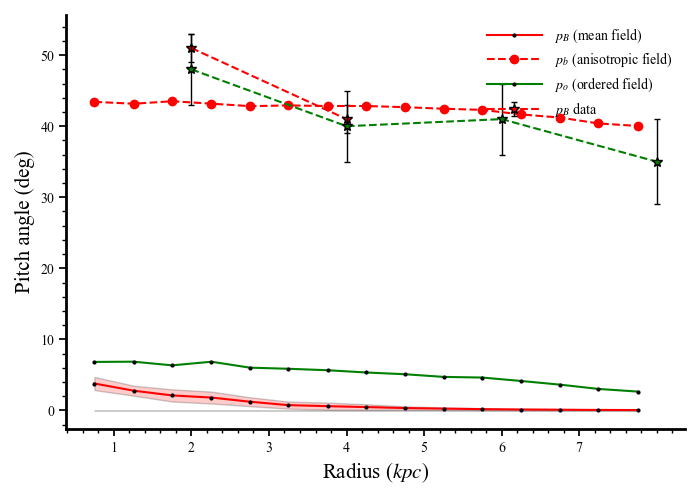 p_B (mean field)
p_b (anisotropic field)
p_o (ordered field)
p_B data
50
40
30
20
10
0
Pitch angle (deg)
1 2 3 4 5 6 7
Radius (kpc)